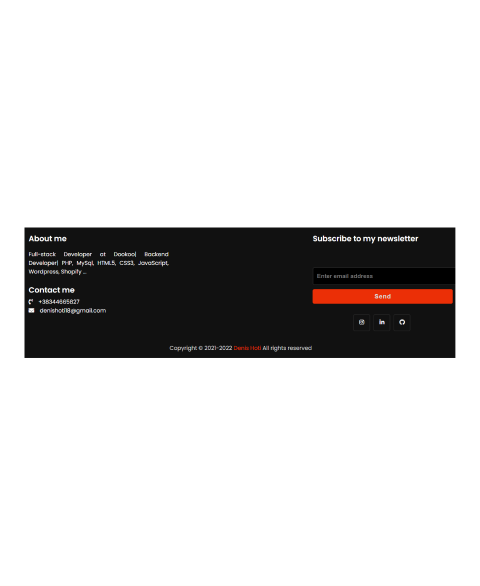 About me
Full-stack Developer at Dookoo| Backend
Developer| PHP, MySql, HTML5, CSS3, JavaScript,
Wordpress, Shopify ...
Contact me
+38344665827
denishoti18@gmail.com
Subscribe to my newsletter
Enter email address
Send
Copyright © 2021-2022 Denis Hoti All rights reserved